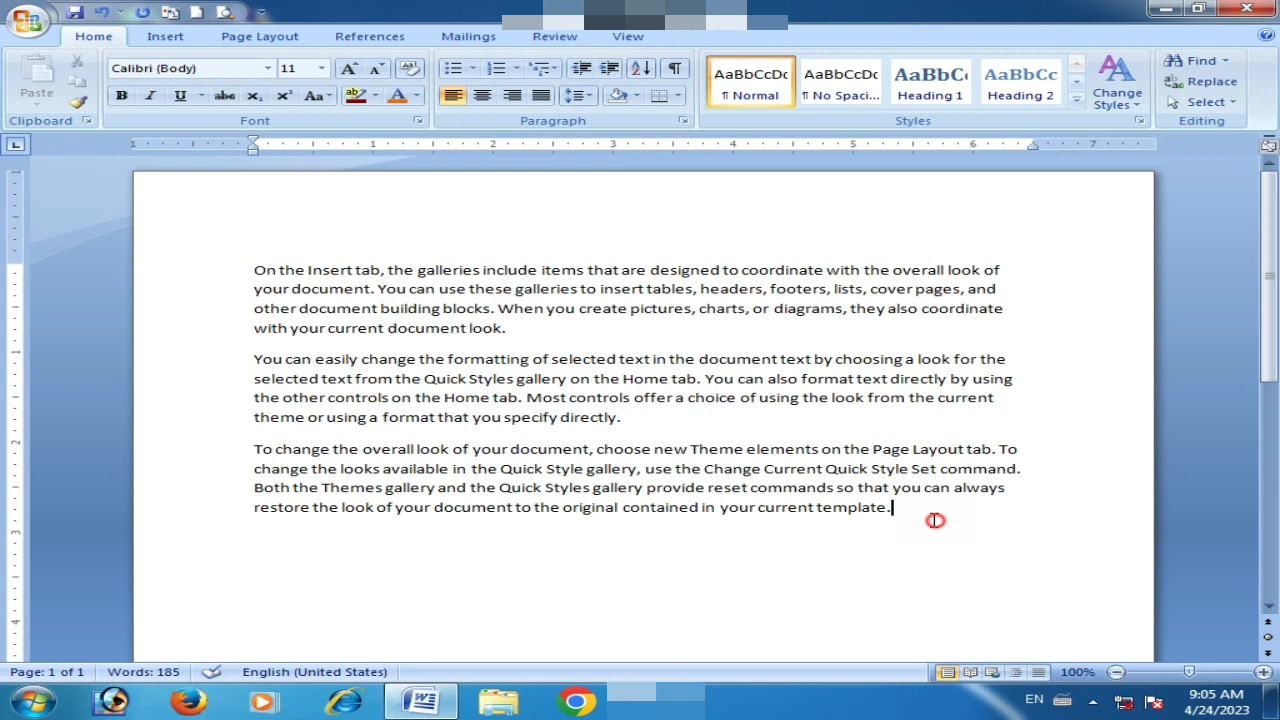 Home Insert Page Layout References Mailings Review View
Calibri (Body) 11
AaBbCcDc AaBbCcDc AaBbC AaBbCc
Paste
¶ Normal ¶ No Spaci... Heading 1 Heading 2
Change
Styles
Find
Replace
Select
Clipboard Font Paragraph Styles Editing
1 1 2 3 4 5 6 7
On the Insert tab, the galleries include items that are designed to coordinate with the overall look of
your document. You can use these galleries to insert tables, headers, footers, lists, cover pages, and
other document building blocks. When you create pictures, charts, or diagrams, they also coordinate
with your current document look.
You can easily change the formatting of selected text in the document text by choosing a look for the
selected text from the Quick Styles gallery on the Home tab. You can also format text directly by using
the other controls on the Home tab. Most controls offer a choice of using the look from the current
theme or using a format that you specify directly.
To change the overall look of your document, choose new Theme elements on the Page Layout tab. To
change the looks available in the Quick Style gallery, use the Change Current Quick Style Set command.
Both the Themes gallery and the Quick Styles gallery provide reset commands so that you can always
restore the look of your document to the original contained in your current template.
Page: 1 of 1 Words: 185 English (United States) 100%
EN 9:05 AM
4/24/2023